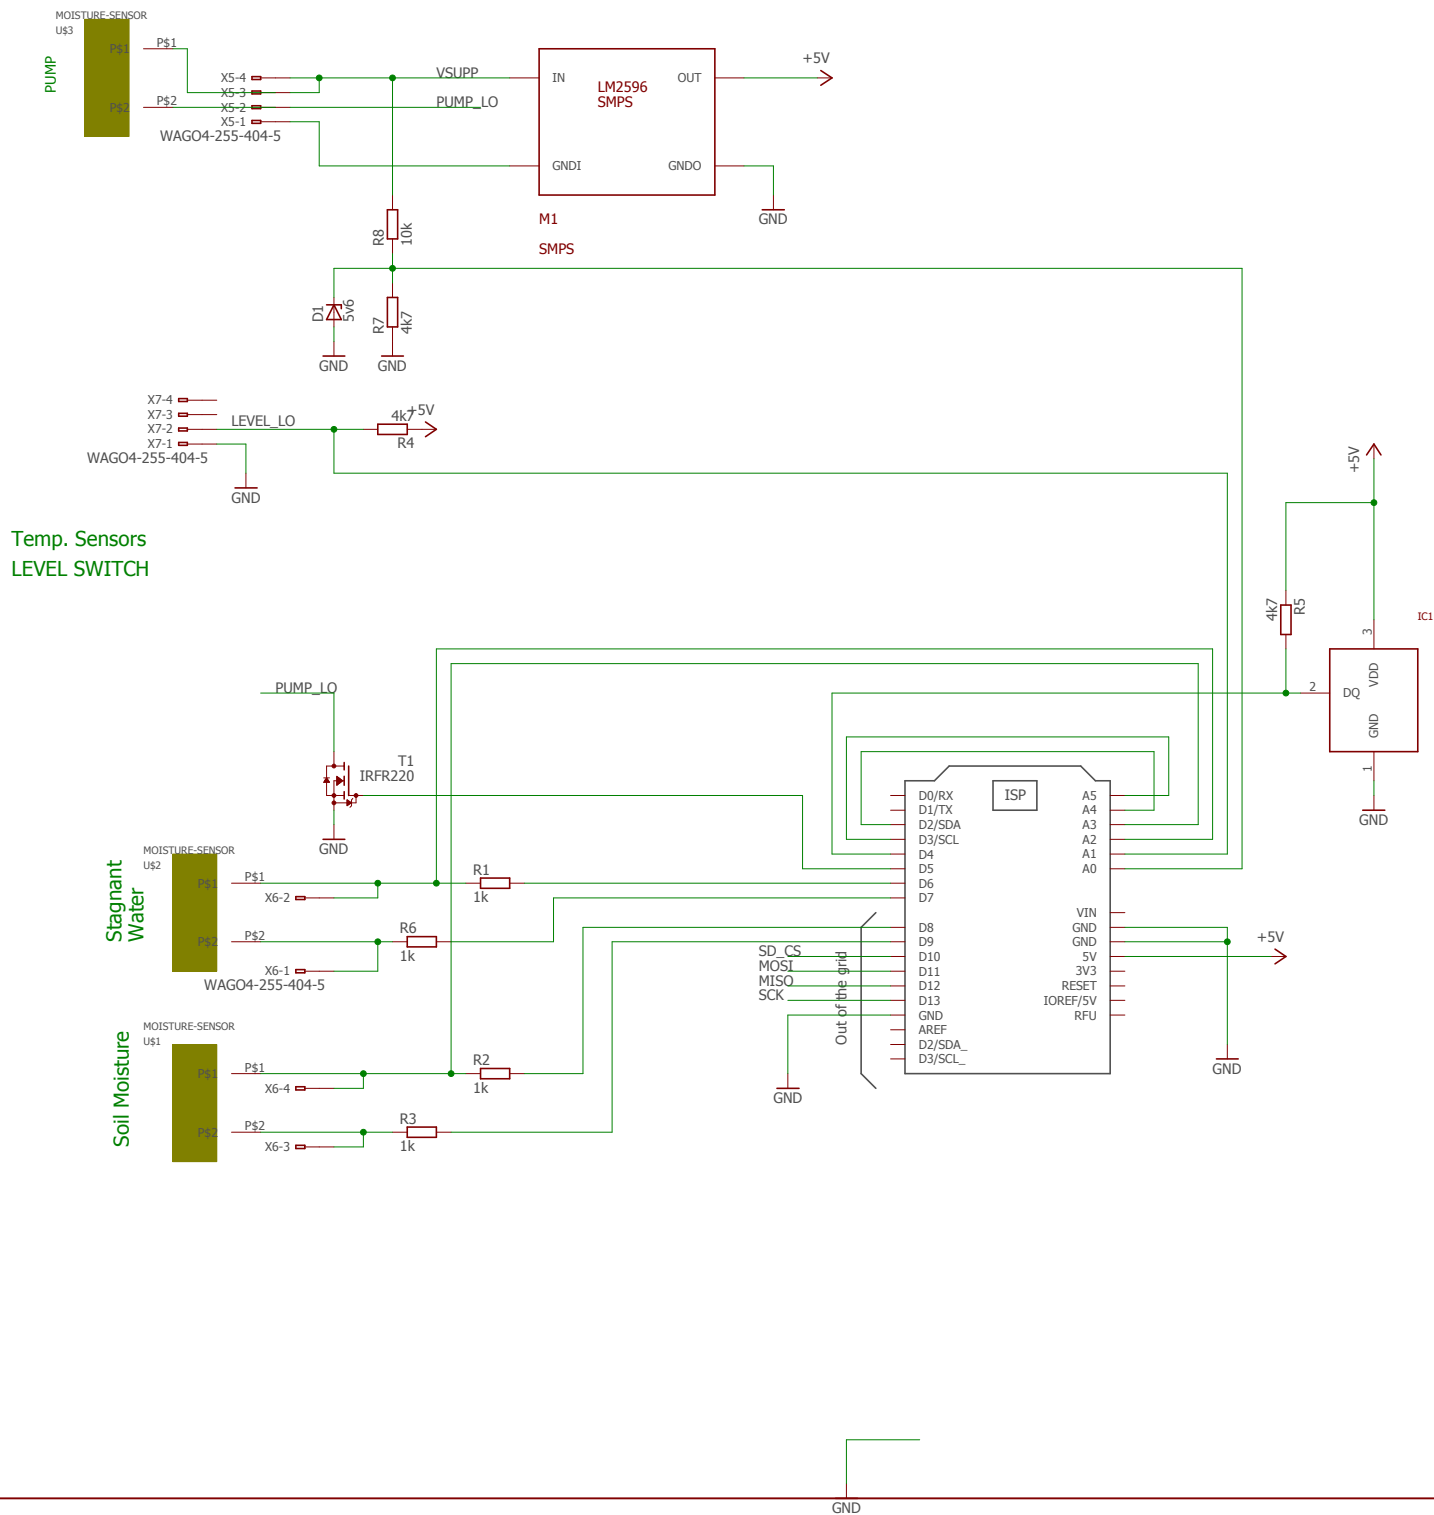 MOISTURE-SENSOR
U$3
PUMP
P$1
P$1
P$2
P$2
X5-4
X5-3
X5-2
X5-1
WAGO4-255-404-5
VSUPP
PUMP_LO
IN
LM2596
SMPS
OUT
GNDI
GNDO
+5V
GND
M1
SMPS
R8
10k
D1
5v6
R7
4k7
GND
GND
X7-4
X7-3
X7-2
X7-1
WAGO4-255-404-5
LEVEL_LO
4k7
+5V
R4
GND
Temp. Sensors
LEVEL SWITCH
+5V
4k7
R5
IC1
3
VDD
2
DQ
GND
1
GND
PUMP_LO
T1
IRFR220
GND
MOISTURE-SENSOR
U$2
Stagnant
Water
P$1
P$1
X6-2
P$2
P$2
X6-1
WAGO4-255-404-5
R1
1k
R6
1k
MOISTURE-SENSOR
U$1
Soil Moisture
P$1
P$1
X6-4
P$2
P$2
X6-3
R2
1k
R3
1k
ISP
D0/RX
D1/TX
D2/SDA
D3/SCL
D4
D5
D6
D7
D8
D9
D10
D11
D12
D13
GND
AREF
D2/SDA_
D3/SCL_
A5
A4
A3
A2
A1
A0
VIN
GND
GND
5V
3V3
RESET
IOREF/5V
RFU
SD_CS
MOSI
MISO
SCK
Out of the grid
GND
+5V
GND
GND